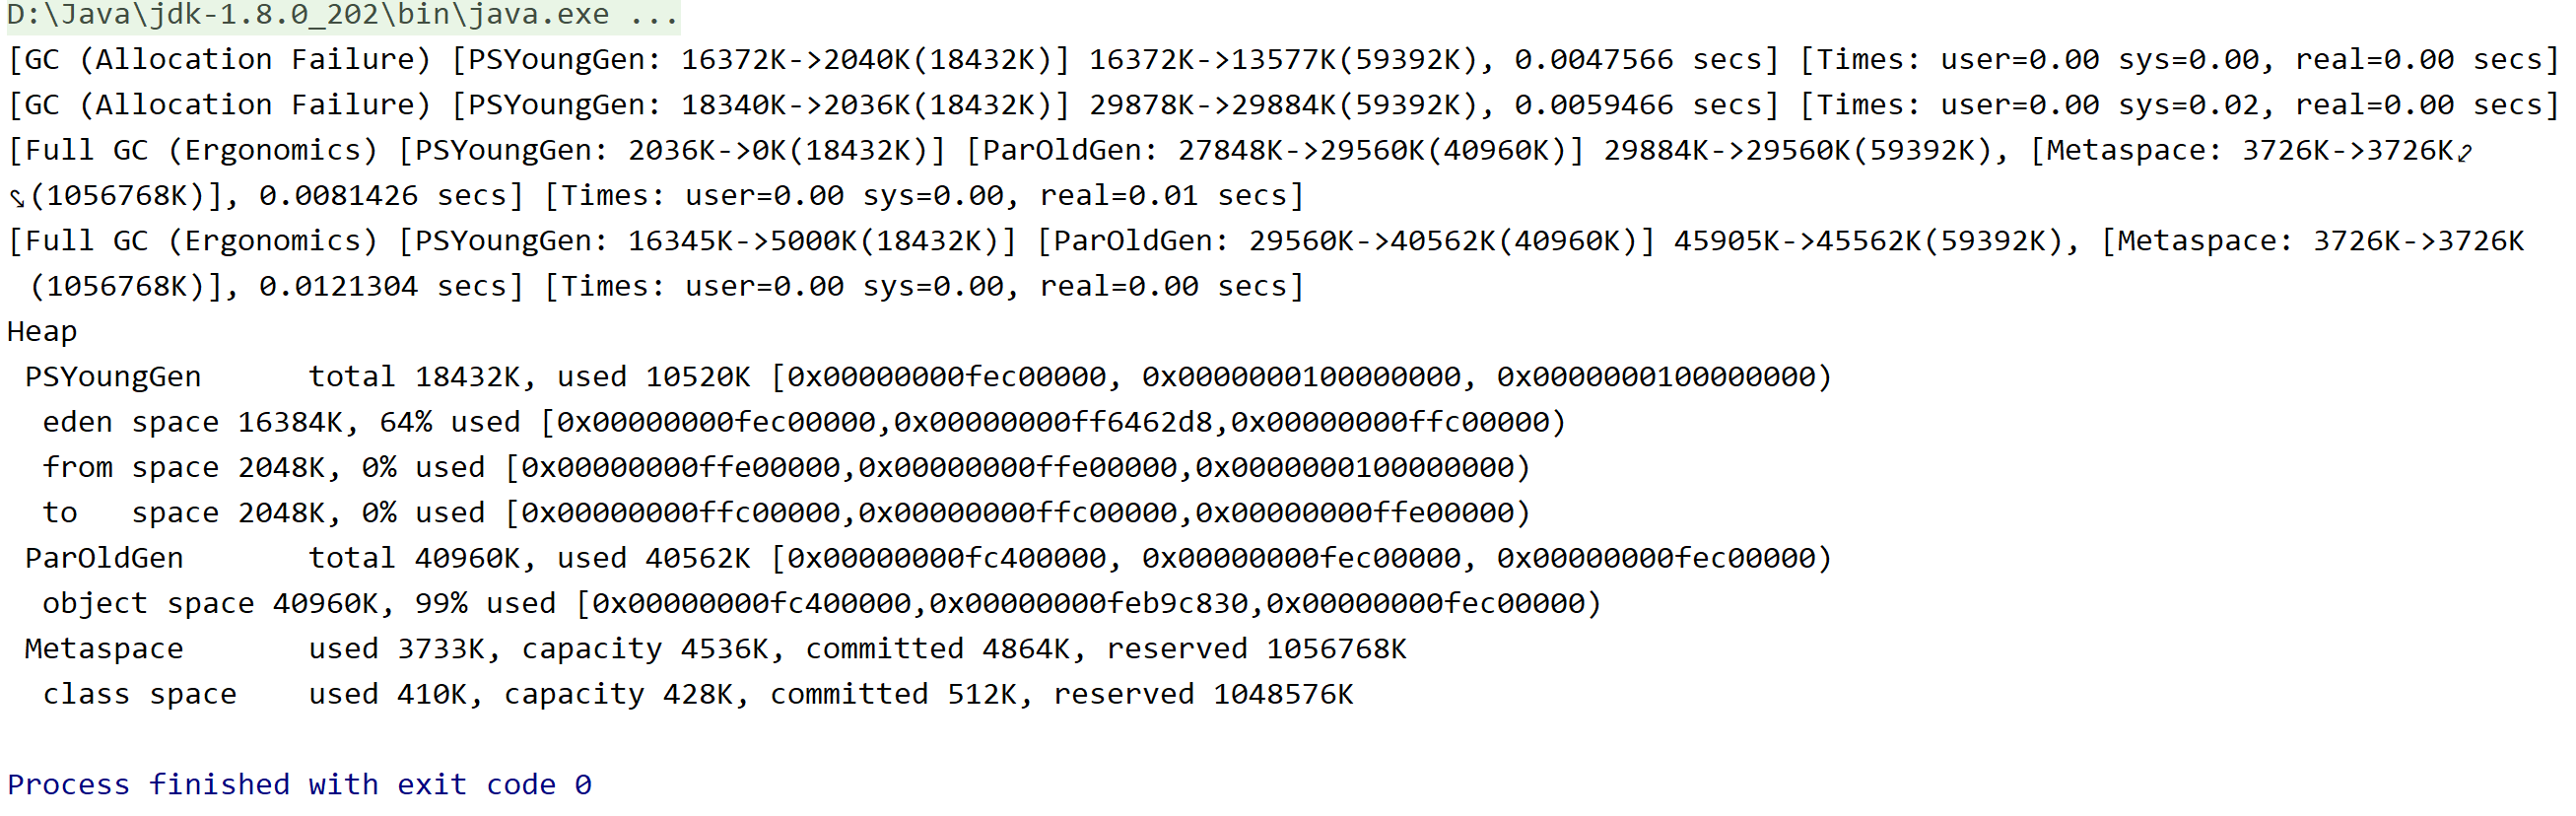 D:\Java\jdk-1.8.0_202\bin\java.exe ...
[GC (Allocation Failure) [PSYoungGen: 16372K->2040K(18432K)] 16372K->13577K(59392K), 0.0047566 secs] [Times: user=0.00 sys=0.00, real=0.00 secs]
[GC (Allocation Failure) [PSYoungGen: 18340K->2036K(18432K)] 29878K->29884K(59392K), 0.0059466 secs] [Times: user=0.00 sys=0.02, real=0.00 secs]
[Full GC (Ergonomics) [PSYoungGen: 2036K->0K(18432K)] [ParOldGen: 27848K->29560K(40960K)] 29884K->29560K(59392K), [Metaspace: 3726K->3726K
(1056768K)], 0.0081426 secs] [Times: user=0.00 sys=0.00, real=0.01 secs]
[Full GC (Ergonomics) [PSYoungGen: 16345K->5000K(18432K)] [ParOldGen: 29560K->40562K(40960K)] 45905K->45562K(59392K), [Metaspace: 3726K->3726K
(1056768K)], 0.0121304 secs] [Times: user=0.00 sys=0.00, real=0.00 secs]
Heap
 PSYoungGen      total 18432K, used 10520K [0x00000000fec00000, 0x0000000100000000, 0x0000000100000000)
  eden space 16384K, 64% used [0x00000000fec00000,0x00000000ff6462d8,0x00000000ffc00000)
  from space 2048K, 0% used [0x00000000ffe00000,0x00000000ffe00000,0x0000000100000000)
  to   space 2048K, 0% used [0x00000000ffc00000,0x00000000ffc00000,0x00000000ffe00000)
 ParOldGen       total 40960K, used 40562K [0x00000000fc400000, 0x00000000fec00000, 0x00000000fec00000)
  object space 40960K, 99% used [0x00000000fc400000,0x00000000feb9c830,0x00000000fec00000)
 Metaspace       used 3733K, capacity 4536K, committed 4864K, reserved 1056768K
  class space    used 410K, capacity 428K, committed 512K, reserved 1048576K
Process finished with exit code 0